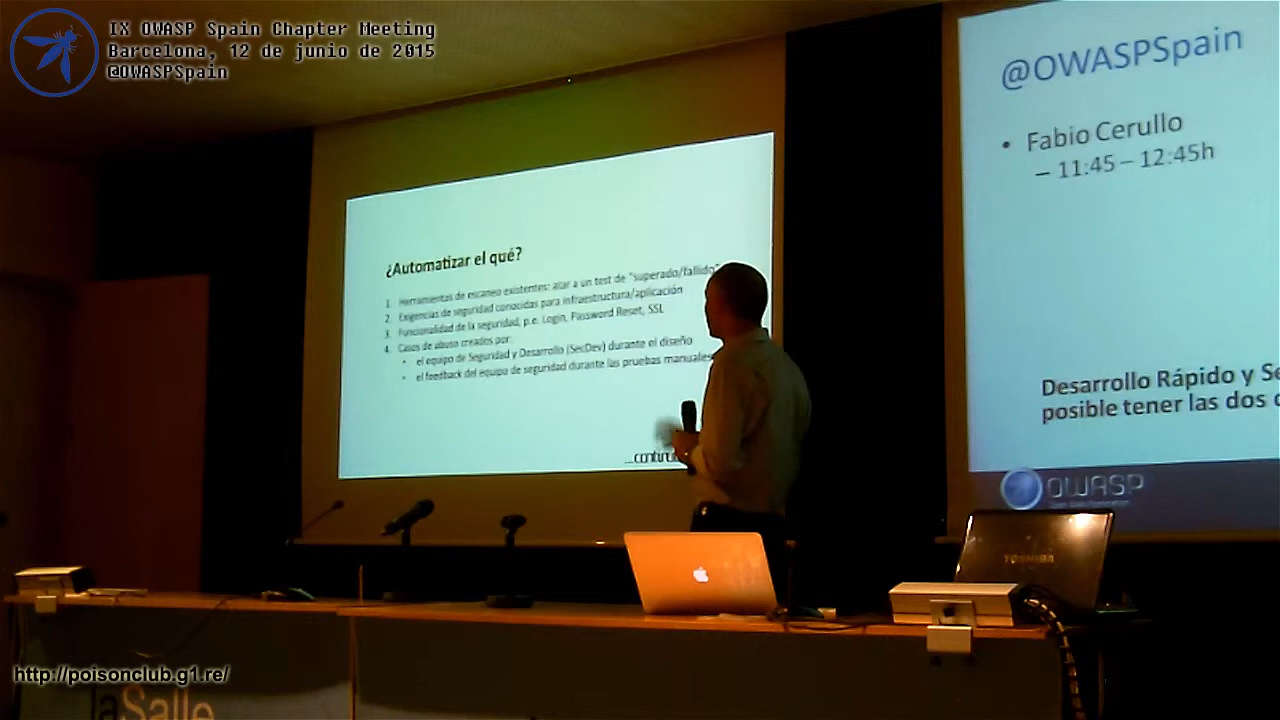 IX OWASP Spain Chapter Meeting
Barcelona, 12 de junio de 2015
@OWASPSpain
¿Automatizar el qué?
1. Herramientas de escaneo existentes: atar a un test de "superado/fallido"
2. Exigencias de seguridad conocidas para infraestructura/aplicación
3. Funcionalidad de la seguridad, p.e. Login, Password Reset, SSL
4. Casos de abuso creados por:
• el equipo de Seguridad y Desarrollo (SecDev) durante el diseño
• el feedback del equipo de seguridad durante las pruebas manuales
@OWASPSpain
• Fabio Cerullo
– 11:45 – 12:45h
Desarrollo Rápido y Se
posible tener las dos
OWASP
TOSHIBA
http://poisonclub.g1.re/
laSalle